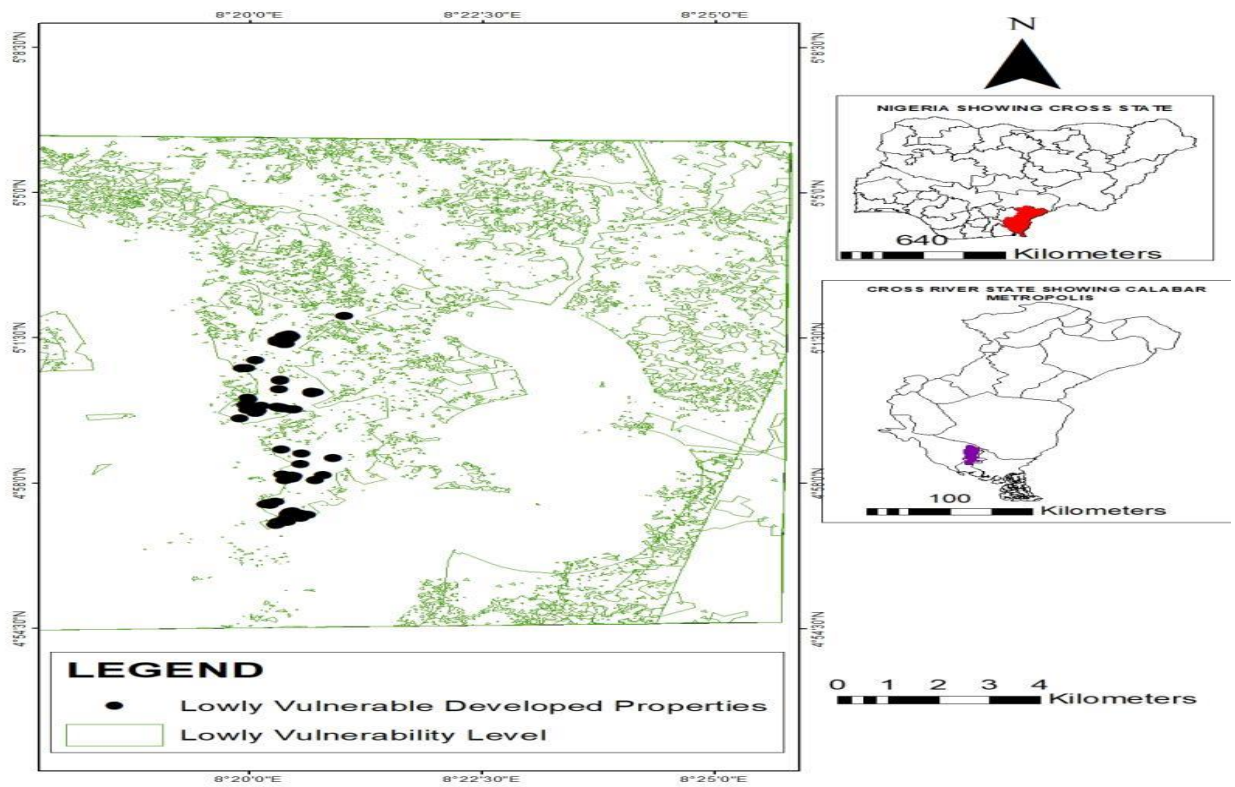 8°20'0"E
8°22'30"E
8°25'0"E
5°8'30"N
5°8'30"N
5°5'0"N
5°5'0"N
5°1'30"N
5°1'30"N
4°58'0"N
4°58'0"N
4°54'30"N
4°54'30"N
LEGEND
Lowly Vulnerable Developed Properties
Lowly Vulnerability Level
8°20'0"E
8°22'30"E
8°25'0"E
N
NIGERIA SHOWING CROSS STATE
640
Kilometers
CROSS RIVER STATE SHOWING CALABAR
METROPOLIS
100
Kilometers
0 1 2 3 4
Kilometers